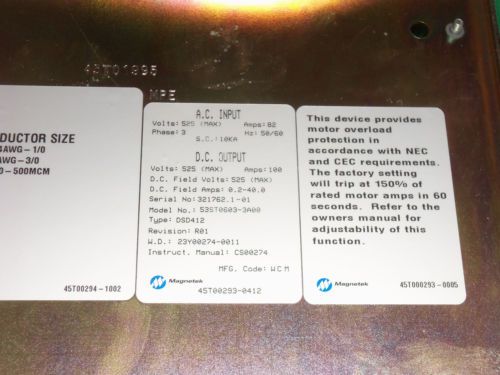 45T01995
MPE
DUCTOR SIZE
AWG-1/0
AWG-3/0
0-500MCM
45T00294-1002
A.C. INPUT
Volts: 525 (MAX) Amps: 82
Phase: 3 Hz: 50/60
S.C.: 10KA
D.C. OUTPUT
Volts: 525 (MAX) Amps: 100
D.C. Field Volts: 525 (MAX)
D.C. Field Amps: 0.2-40.0
Serial No: 321762.1-01
Model No.: 53ST0603-3A00
Type: DSD412
Revision: R01
W.D.: 23Y00274-0011
Instruct. Manual: CS00274
MFG. Code: WCM
Magnetek
45T00293-0412
This device provides
motor overload
protection in
accordance with NEC
and CEC requirements.
The factory setting
will trip at 150% of
rated motor amps in 60
seconds. Refer to the
owners manual for
adjustability of this
function.
Magnetek
45T000293-0005